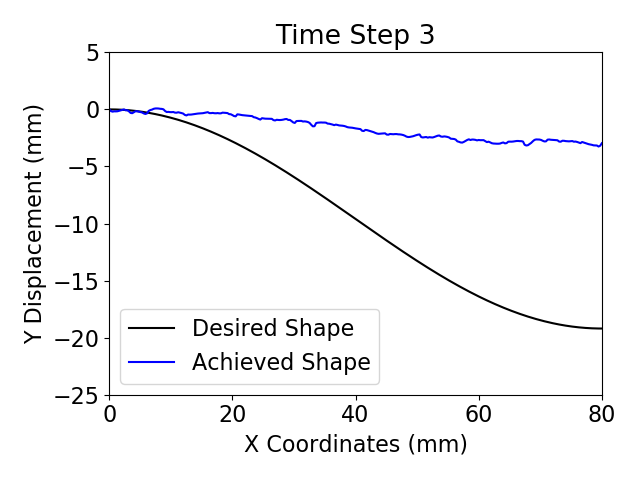 Time Step 3
Y Displacement (mm)
5
0
−5
−10
−15
−20
−25
Desired Shape
Achieved Shape
0 20 40 60 80
X Coordinates (mm)